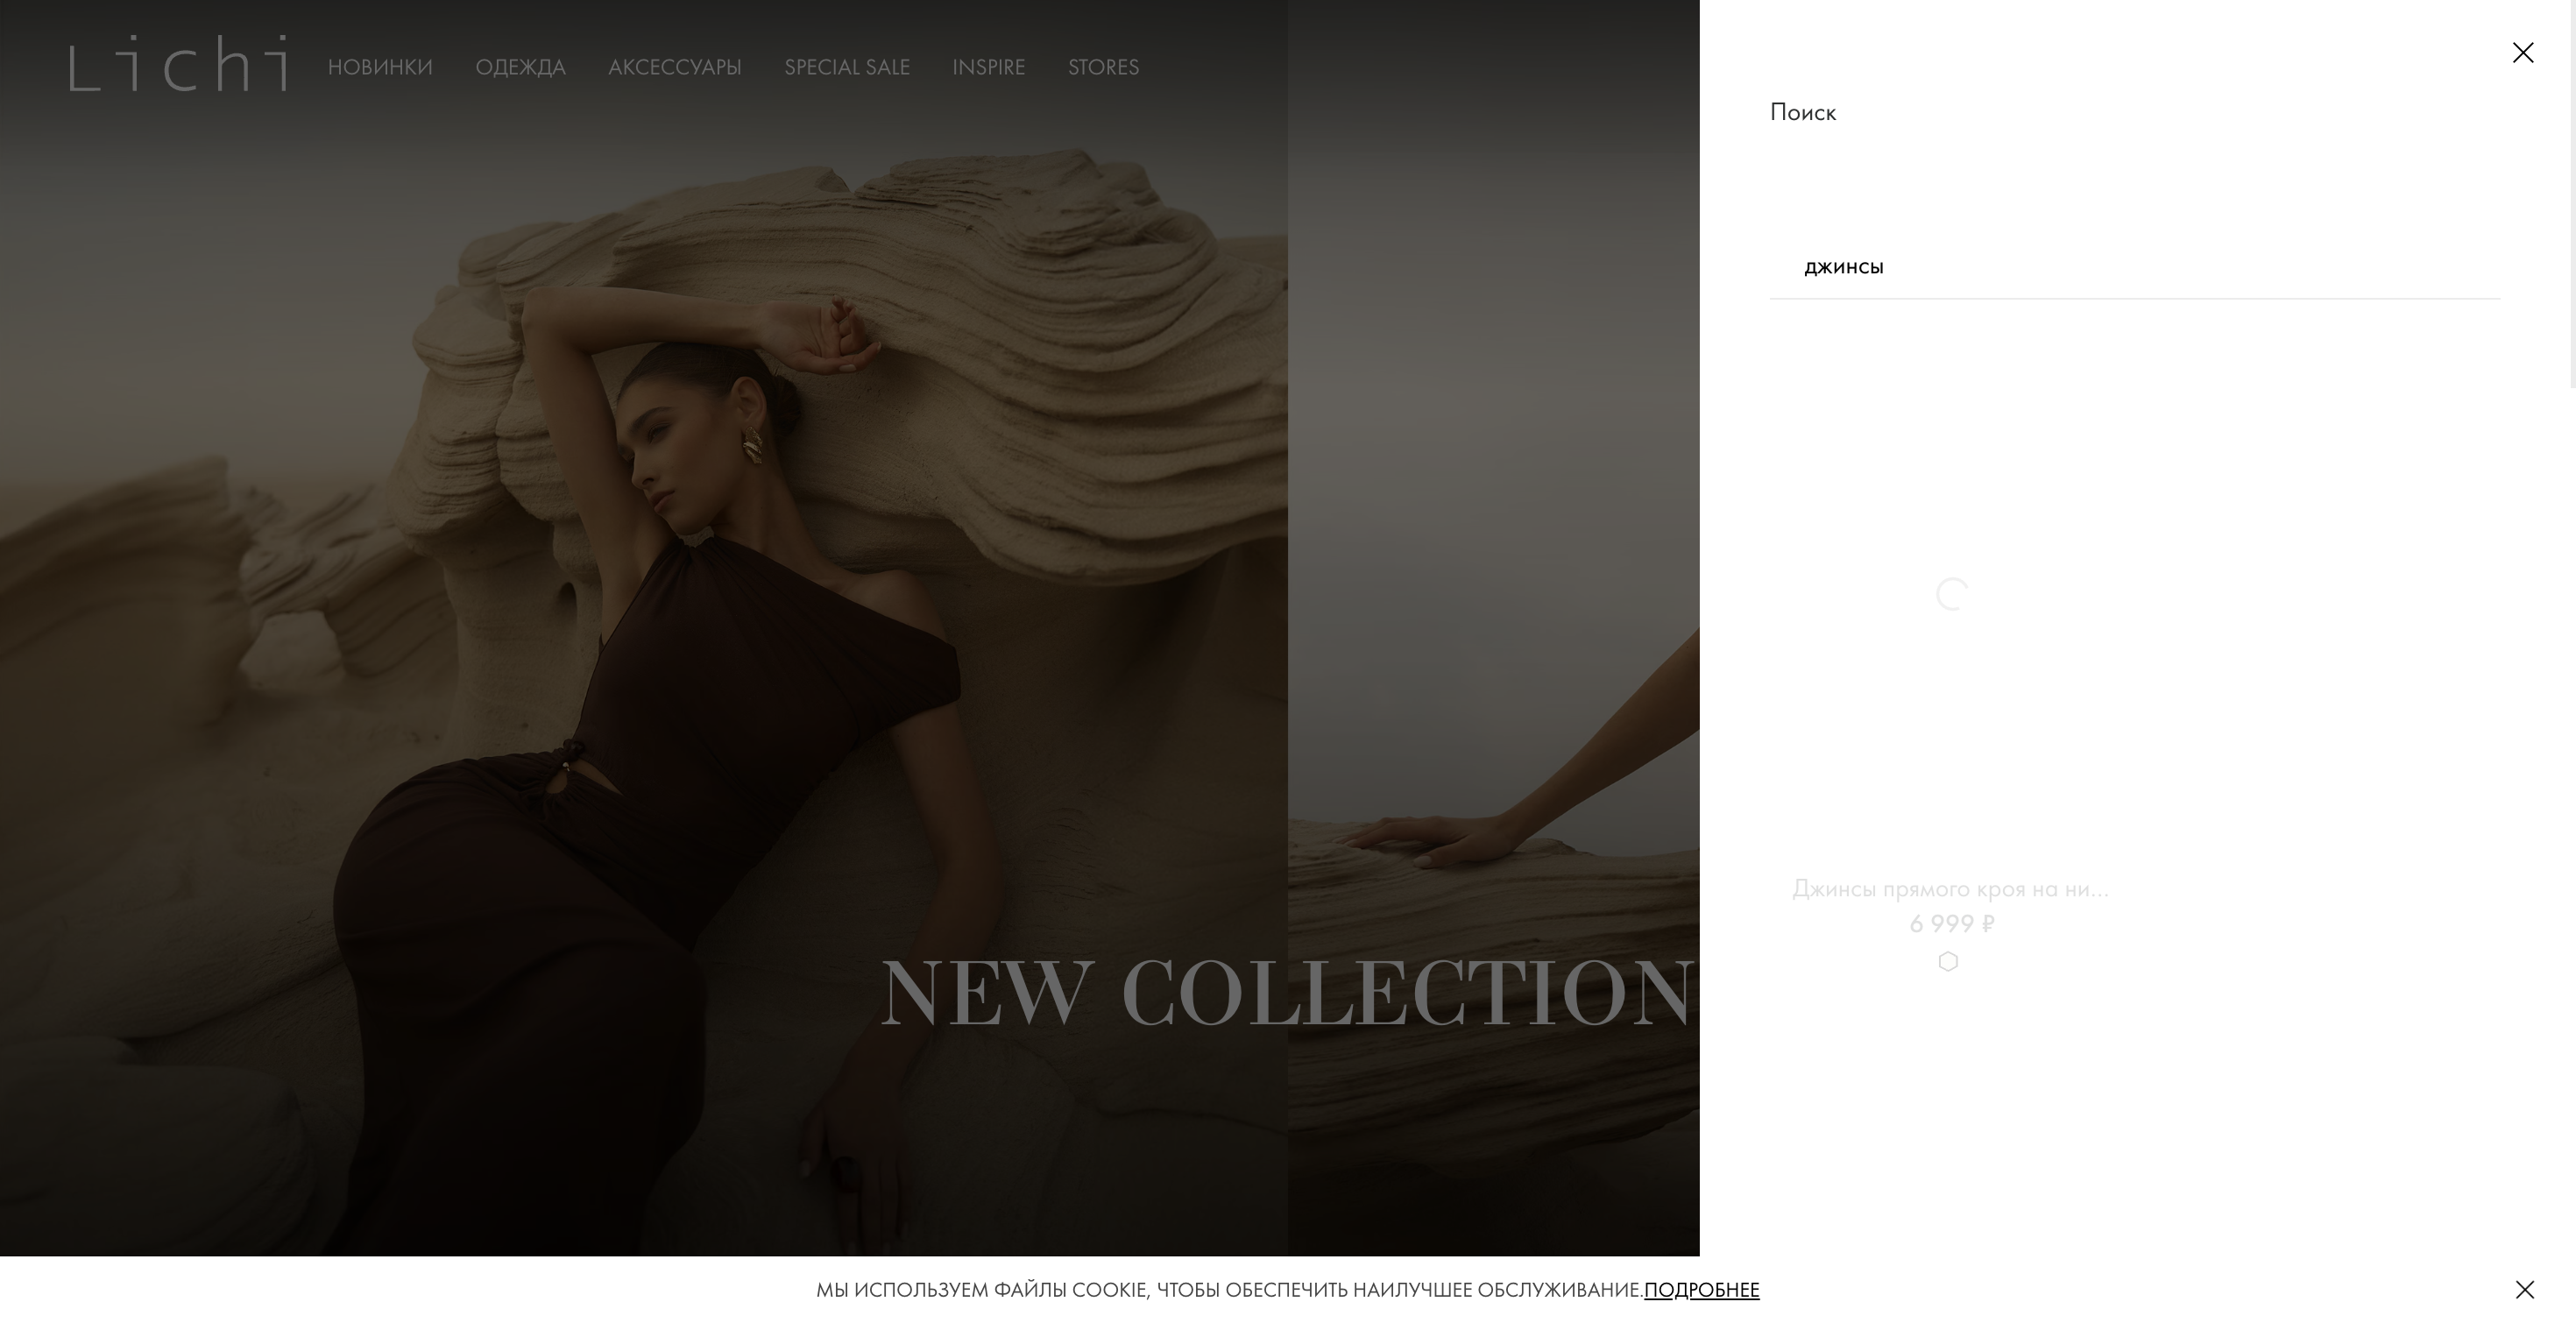 Lichi
НОВИНКИ ОДЕЖДА АКСЕССУАРЫ SPECIAL SALE INSPIRE STORES
Поиск
джинсы
Джинсы прямого кроя на ни...
6 999 ₽
NEW COLLECTION
МЫ ИСПОЛЬЗУЕМ ФАЙЛЫ COOKIE, ЧТОБЫ ОБЕСПЕЧИТЬ НАИЛУЧШЕЕ ОБСЛУЖИВАНИЕ.ПОДРОБНЕЕ